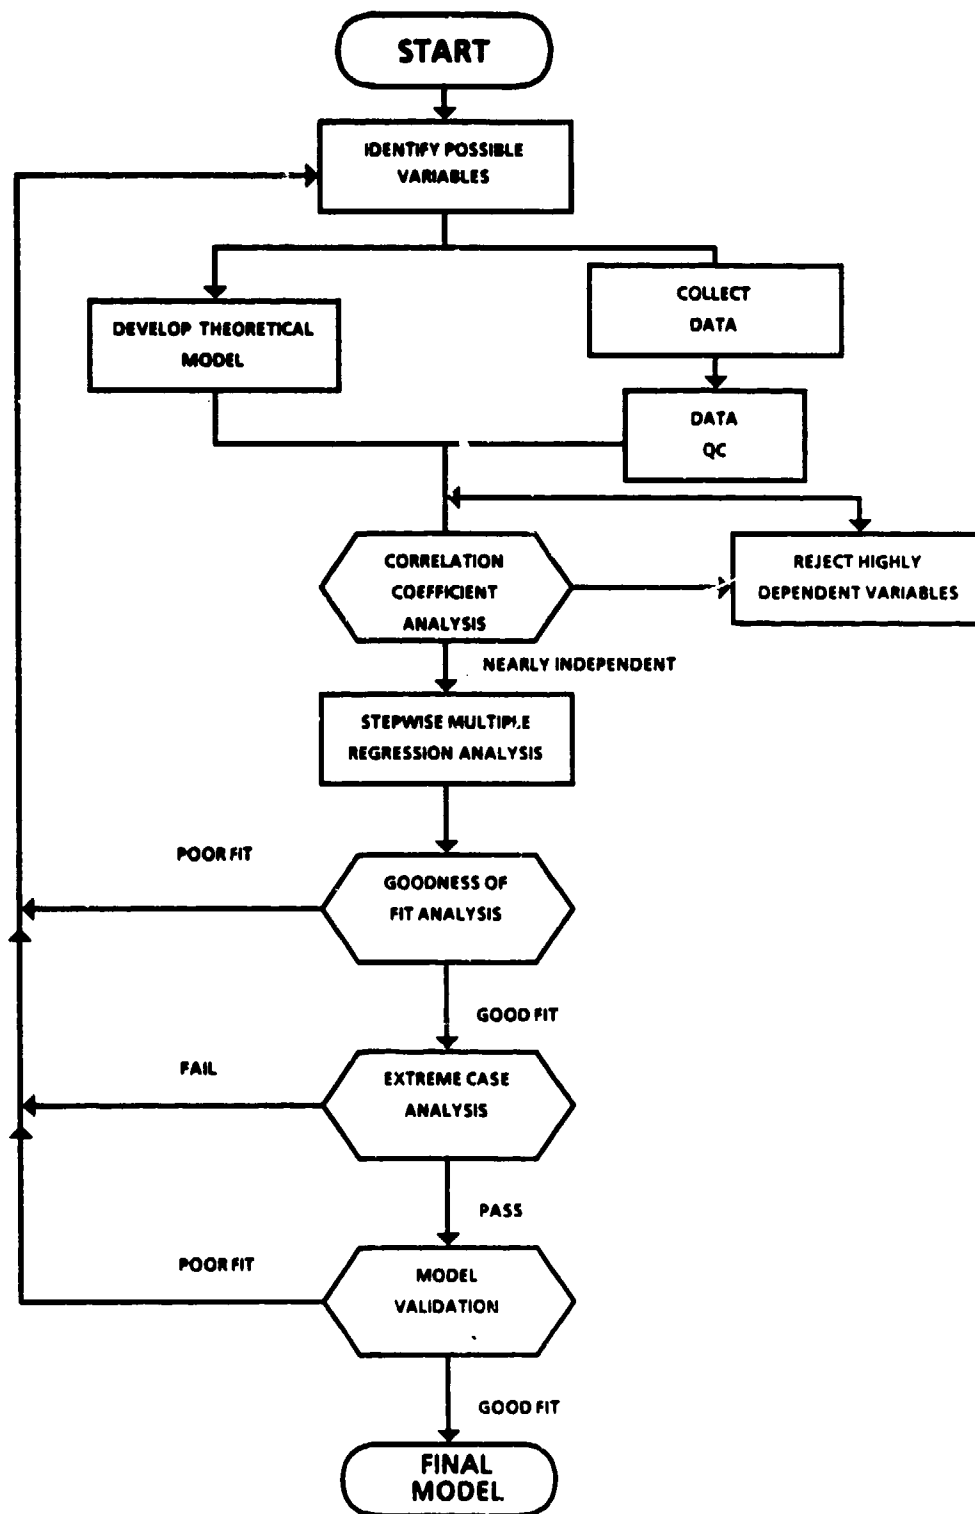 START
IDENTIFY POSSIBLE
VARIABLES
DEVELOP THEORETICAL
MODEL
COLLECT
DATA
DATA
QC
CORRELATION
COEFFICIENT
ANALYSIS
REJECT HIGHLY
DEPENDENT VARIABLES
NEARLY INDEPENDENT
STEPWISE MULTIPLE
REGRESSION ANALYSIS
POOR FIT
GOODNESS OF
FIT ANALYSIS
GOOD FIT
FAIL
EXTREME CASE
ANALYSIS
PASS
POOR FIT
MODEL
VALIDATION
GOOD FIT
FINAL
MODEL